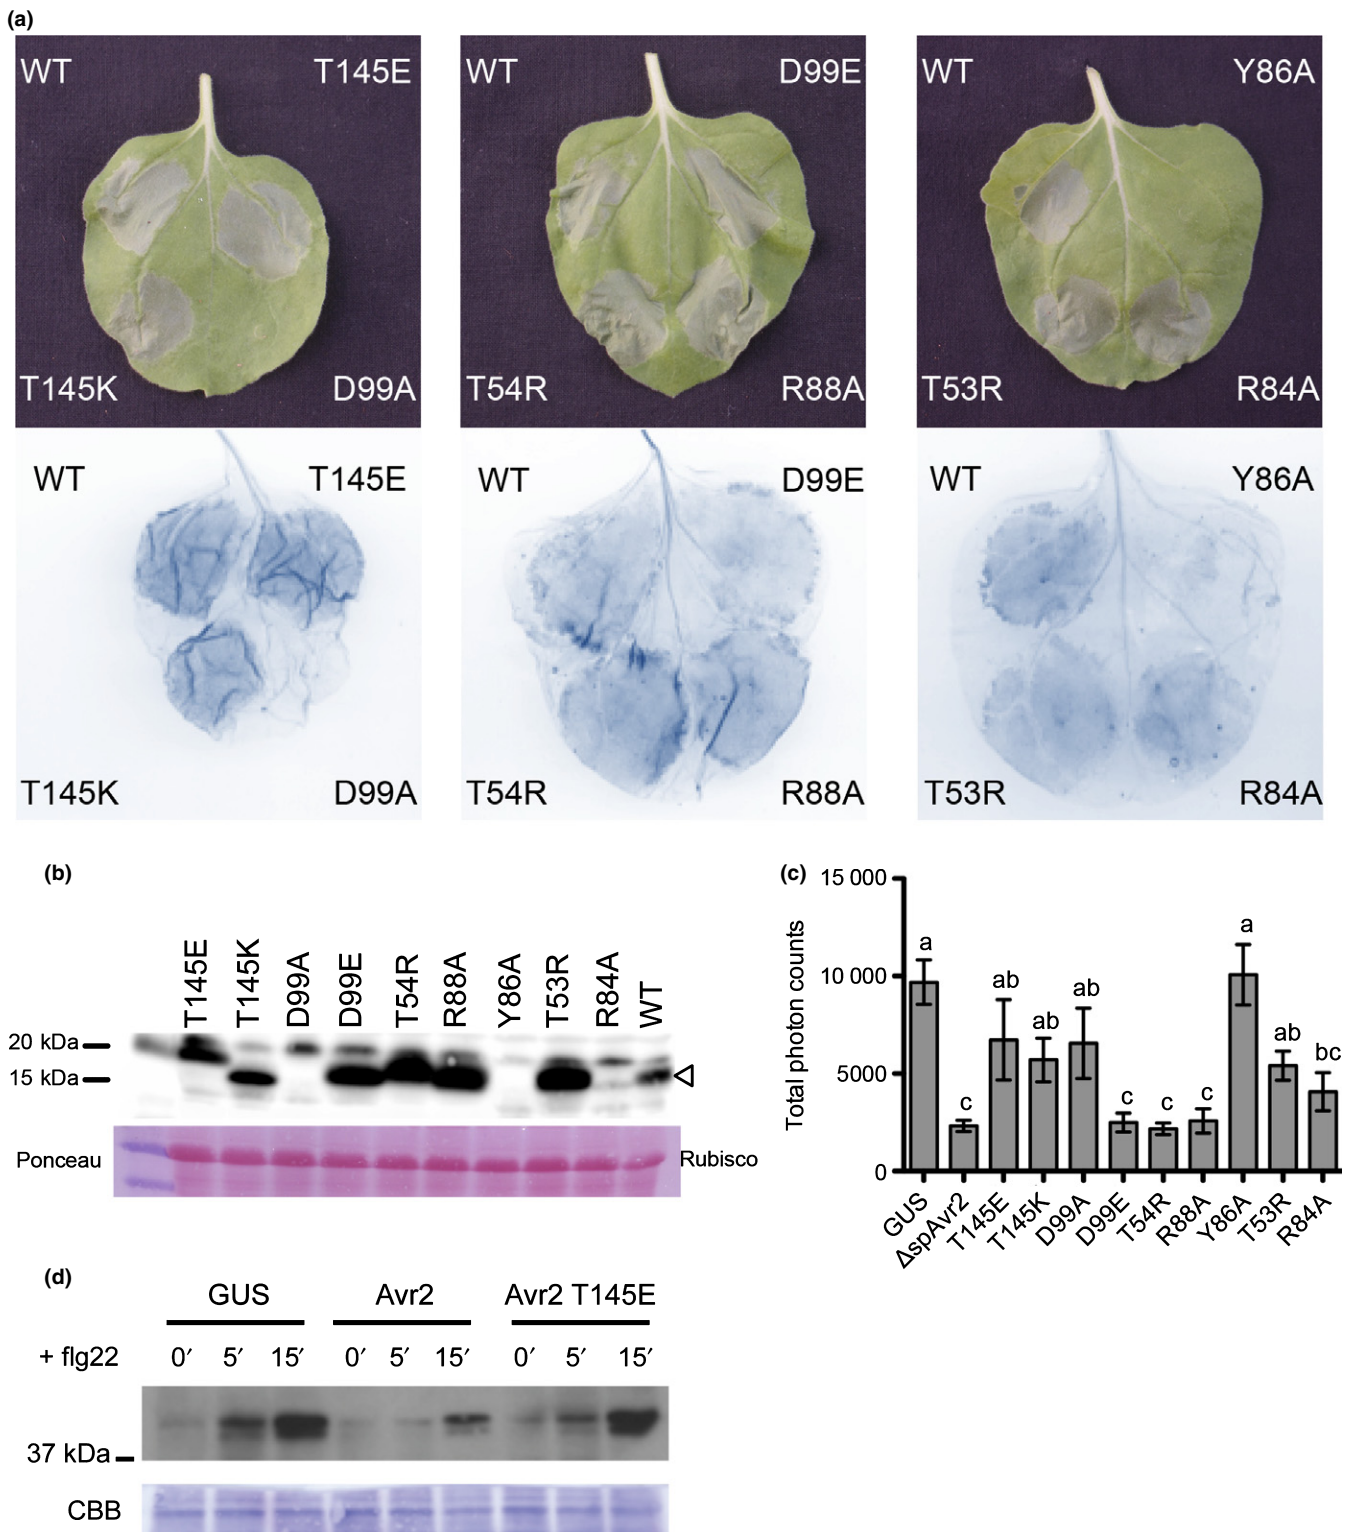 (a)
WT T145E WT D99E WT Y86A
T145K D99A T54R R88A T53R R84A
WT T145E WT D99E WT Y86A
T145K D99A T54R R88A T53R R84A
(b)
T145E T145K D99A D99E T54R R88A Y86A T53R R84A WT
20 kDa
15 kDa
Ponceau Rubisco
(c)
Total photon counts
15 000
10 000
5000
0
a c ab ab ab c c c a ab bc
GUS ΔspAvr2 T145E T145K D99A D99E T54R R88A Y86A T53R R84A
(d)
GUS Avr2 Avr2 T145E
+ flg22 0′ 5′ 15′ 0′ 5′ 15′ 0′ 5′ 15′
37 kDa
CBB